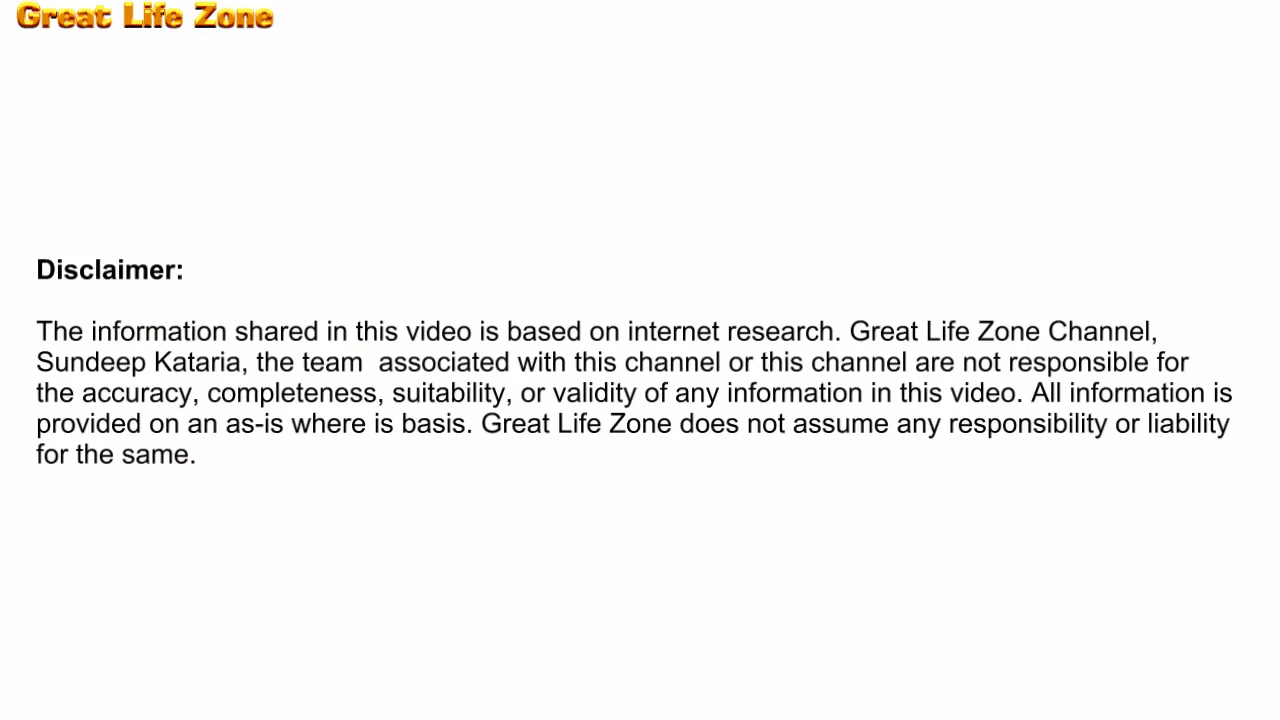 Great Life Zone
Disclaimer:
The information shared in this video is based on internet research. Great Life Zone Channel,
Sundeep Kataria, the team  associated with this channel or this channel are not responsible for
the accuracy, completeness, suitability, or validity of any information in this video. All information is
provided on an as-is where is basis. Great Life Zone does not assume any responsibility or liability
for the same.